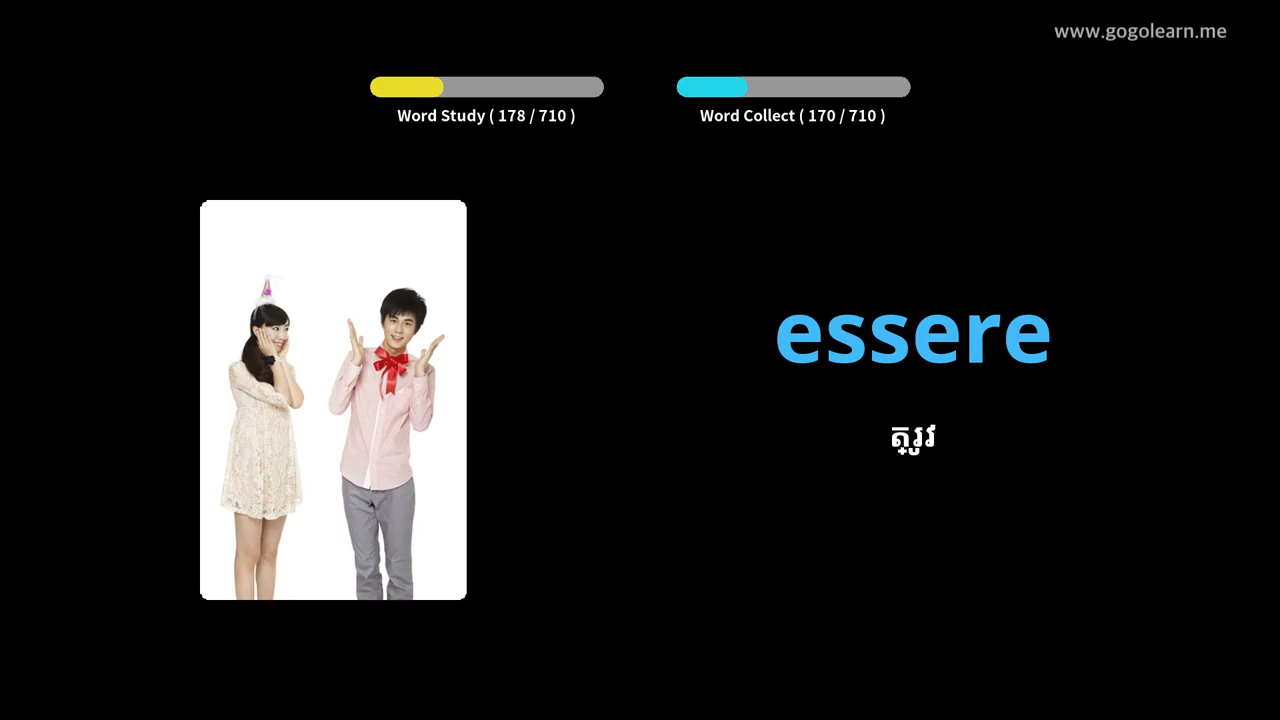 www.gogolearn.me
Word Study ( 178 / 710 )
Word Collect ( 170 / 710 )
essere
ត្រូវ